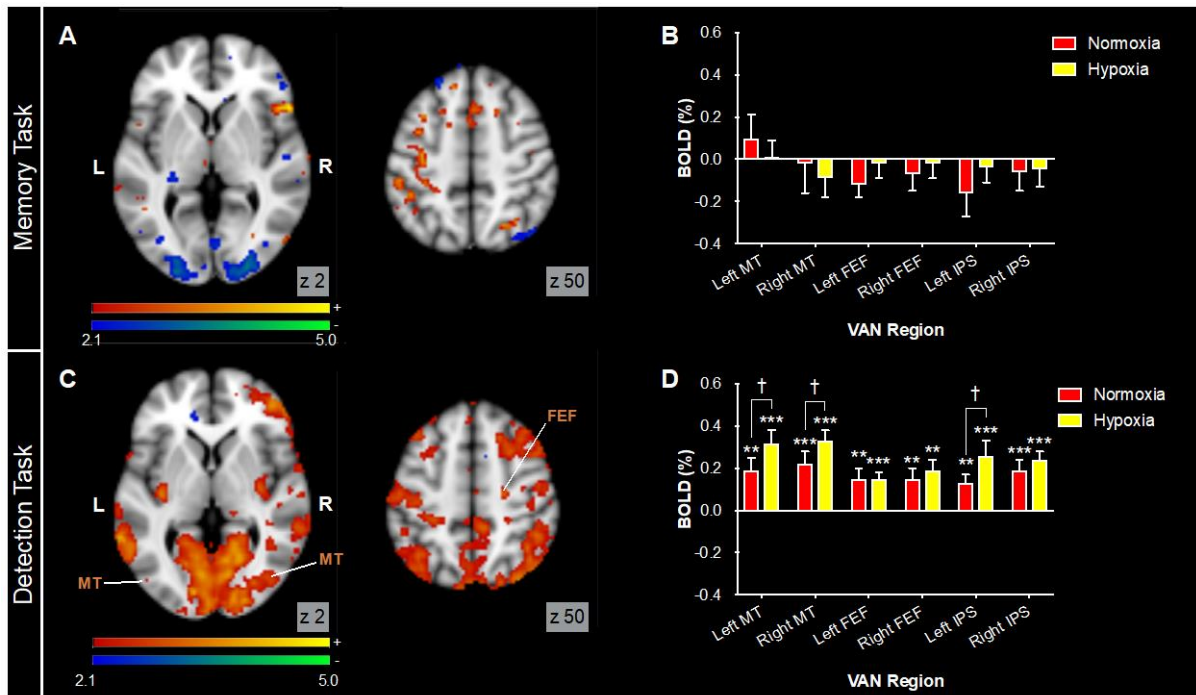 Memory Task
A
L
R
z 2
z 50
+
-
2.1
5.0
B
Normoxia
Hypoxia
BOLD (%)
0.6
0.4
0.2
0.0
-0.2
-0.4
Left MT
Right MT
Left FEF
Right FEF
Left IPS
Right IPS
VAN Region
Detection Task
C
FEF
L
R
MT
MT
z 2
z 50
+
-
2.1
5.0
D
Normoxia
Hypoxia
BOLD (%)
0.6
0.4
0.2
0.0
-0.2
-0.4
† † †
** *** *** *** ** *** ** ** ** *** *** ***
Left MT
Right MT
Left FEF
Right FEF
Left IPS
Right IPS
VAN Region